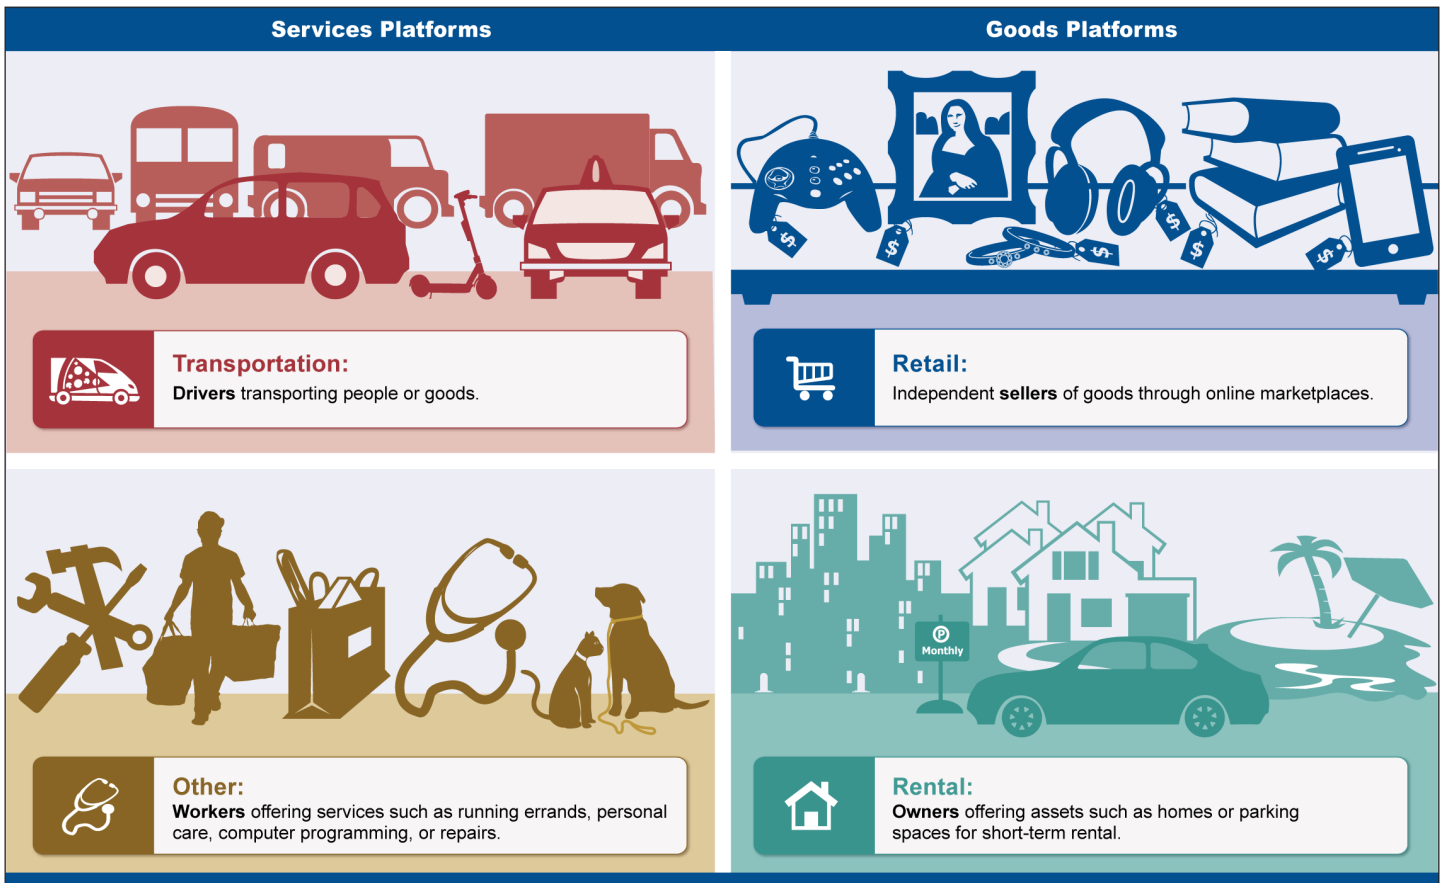 Services Platforms
Goods Platforms
$
$
$
$
$
$
Transportation:
Drivers transporting people or goods.
Retail:
Independent sellers of goods through online marketplaces.
P
Monthly
Other:
Workers offering services such as running errands, personal
care, computer programming, or repairs.
Rental:
Owners offering assets such as homes or parking
spaces for short-term rental.